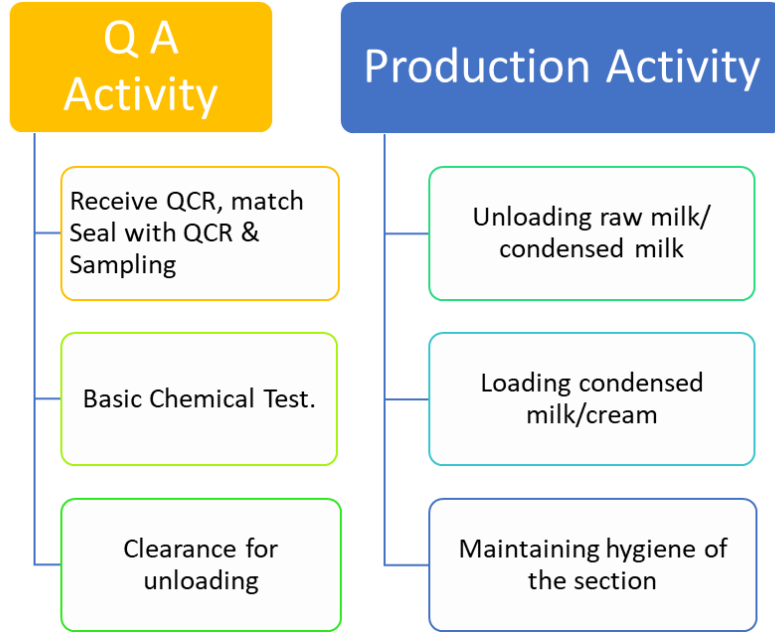 Q A
Activity
Receive QCR, match
Seal with QCR &
Sampling
Basic Chemical Test.
Clearance for
unloading
Production Activity
Unloading raw milk/
condensed milk
Loading condensed
milk/cream
Maintaining hygiene of
the section